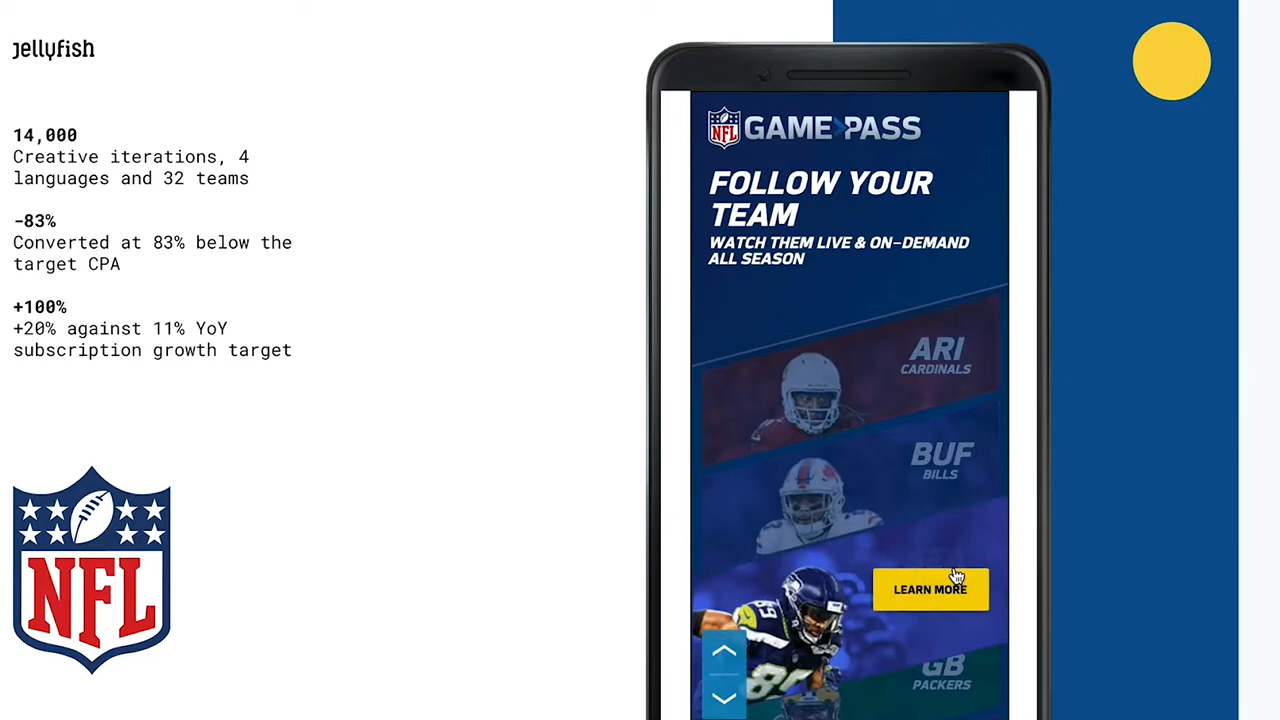 jellyfish
14,000
Creative iterations, 4
languages and 32 teams
-83%
Converted at 83% below the
target CPA
+100%
+20% against 11% YoY
subscription growth target
NFL
NFL GAME PASS
FOLLOW YOUR
TEAM
WATCH THEM LIVE & ON-DEMAND
ALL SEASON
ARI
CARDINALS
BUF
BILLS
LEARN MORE
89
89
GB
PACKERS